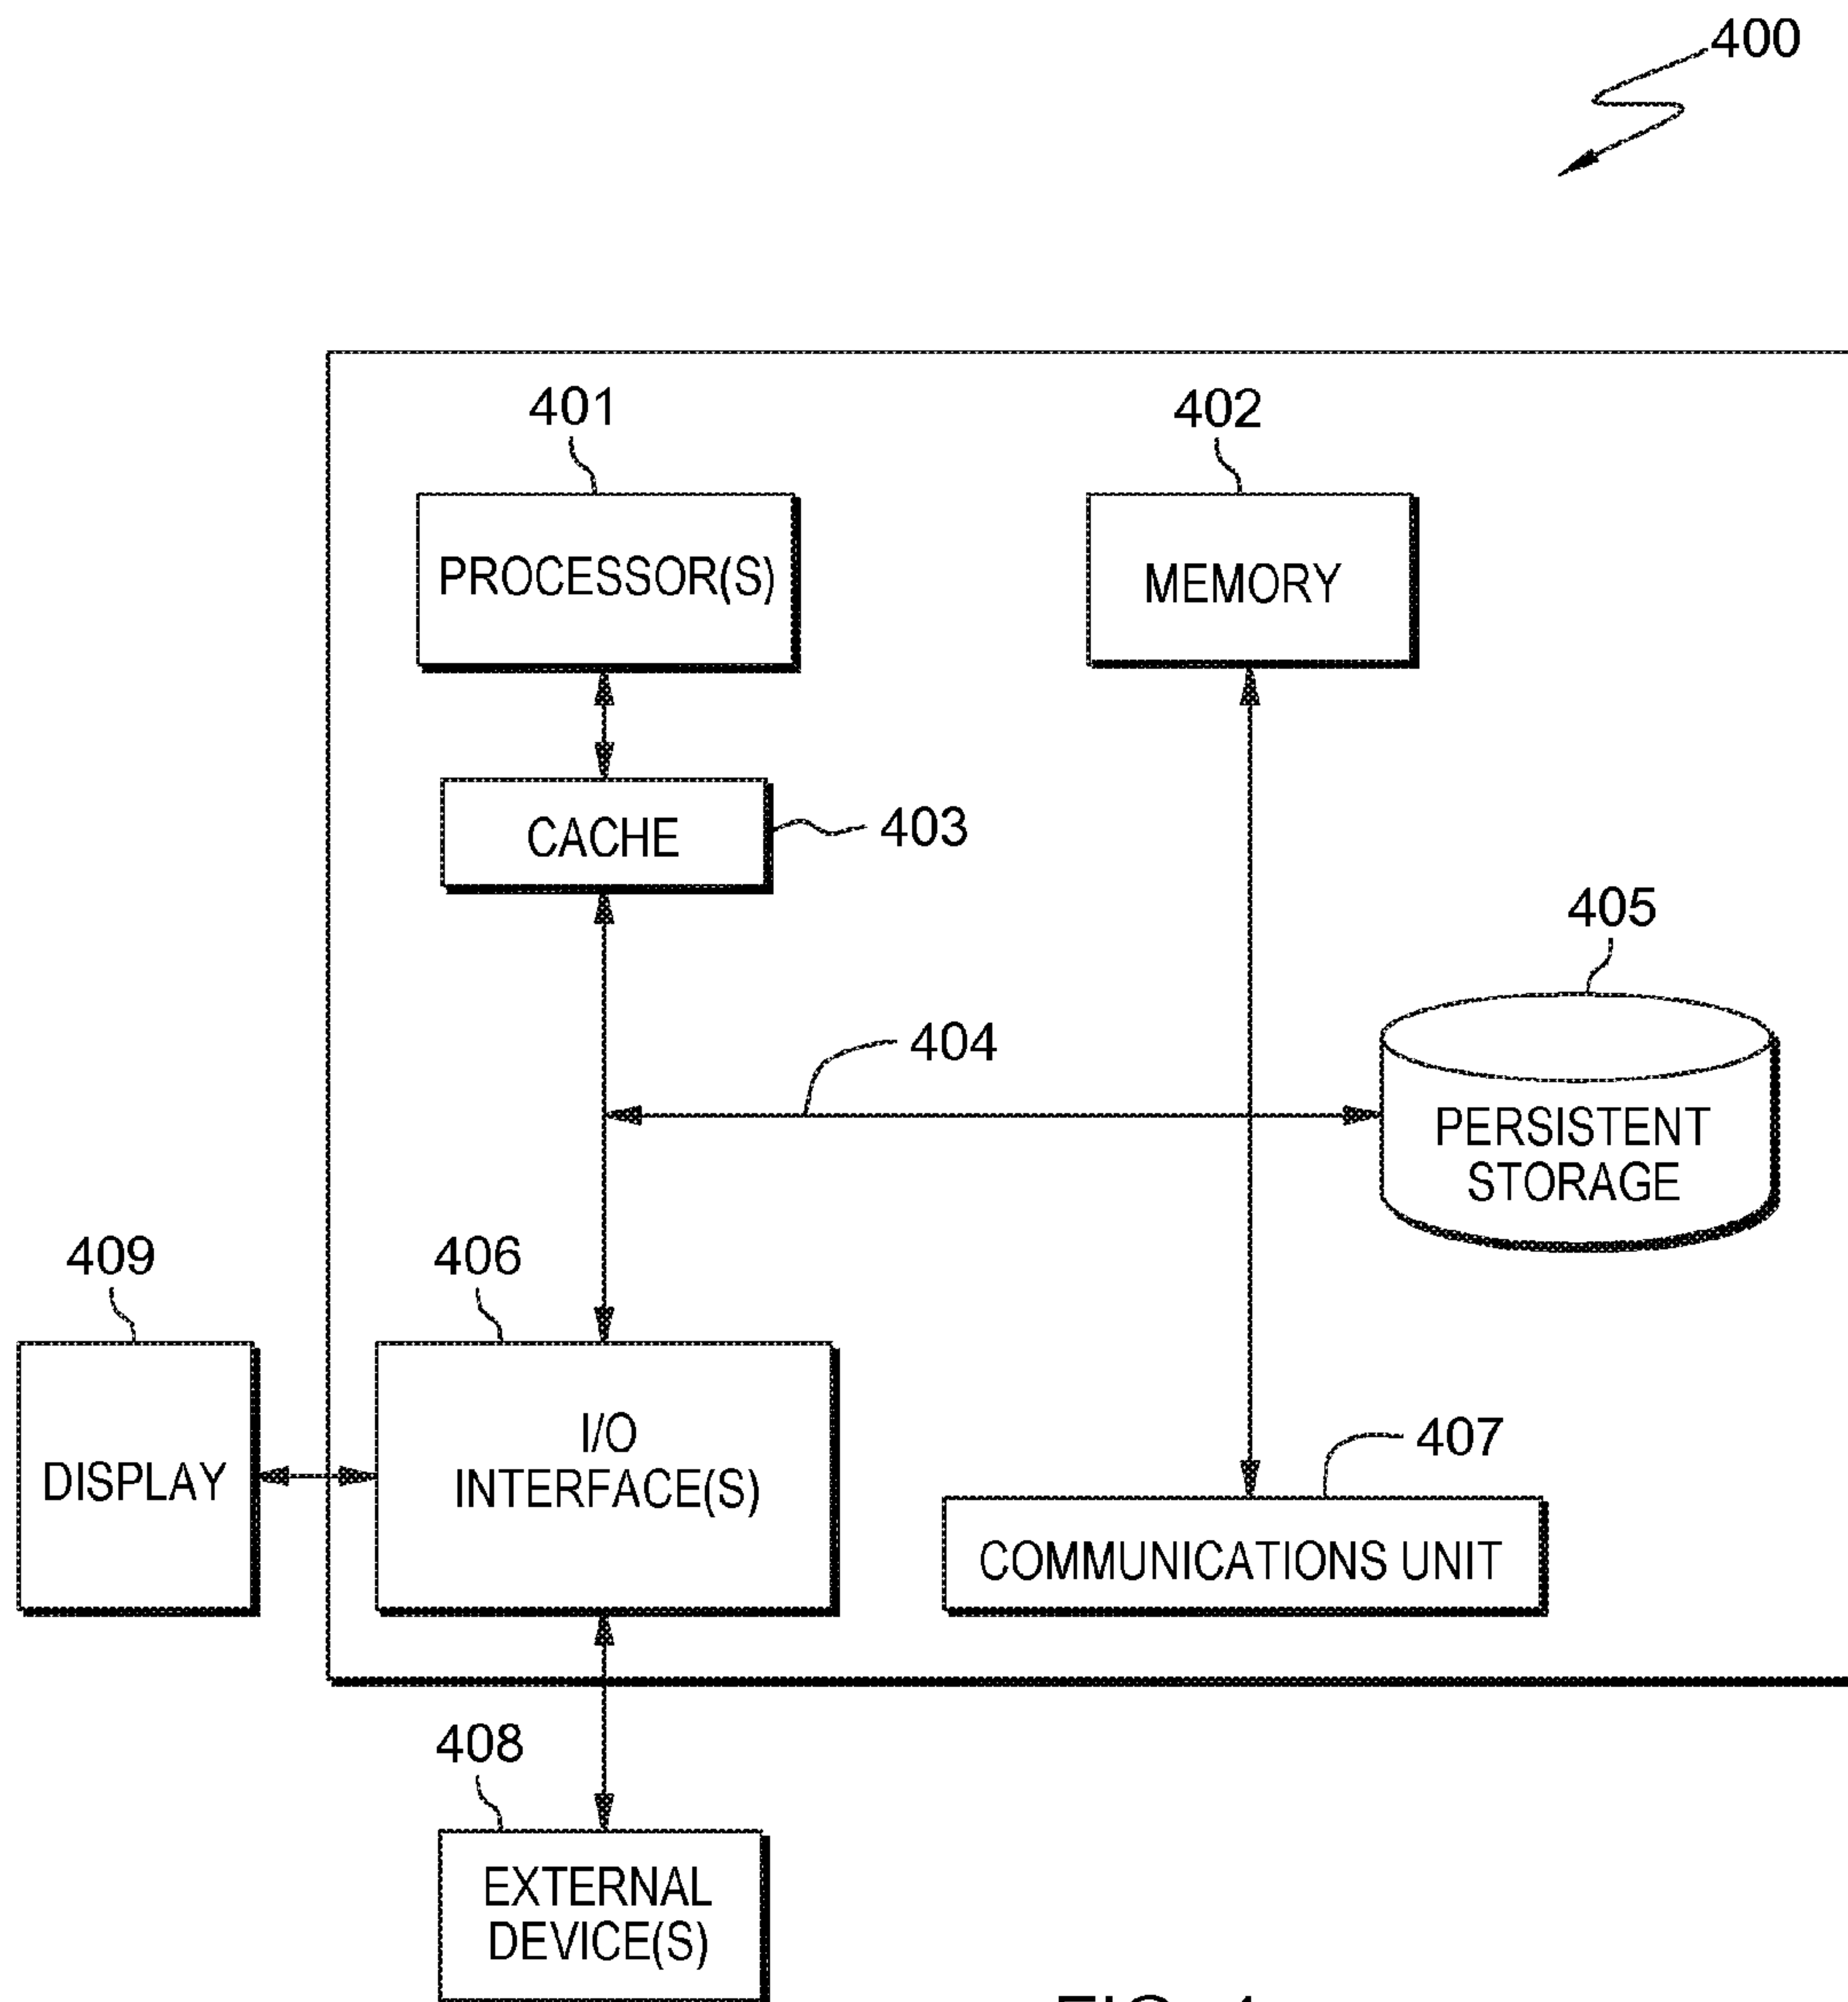 400
401
402
PROCESSOR(S)
MEMORY
CACHE
403
405
404
PERSISTENT
STORAGE
409
406
I/O
INTERFACE(S)
DISPLAY
407
COMMUNICATIONS UNIT
408
EXTERNAL
DEVICE(S)